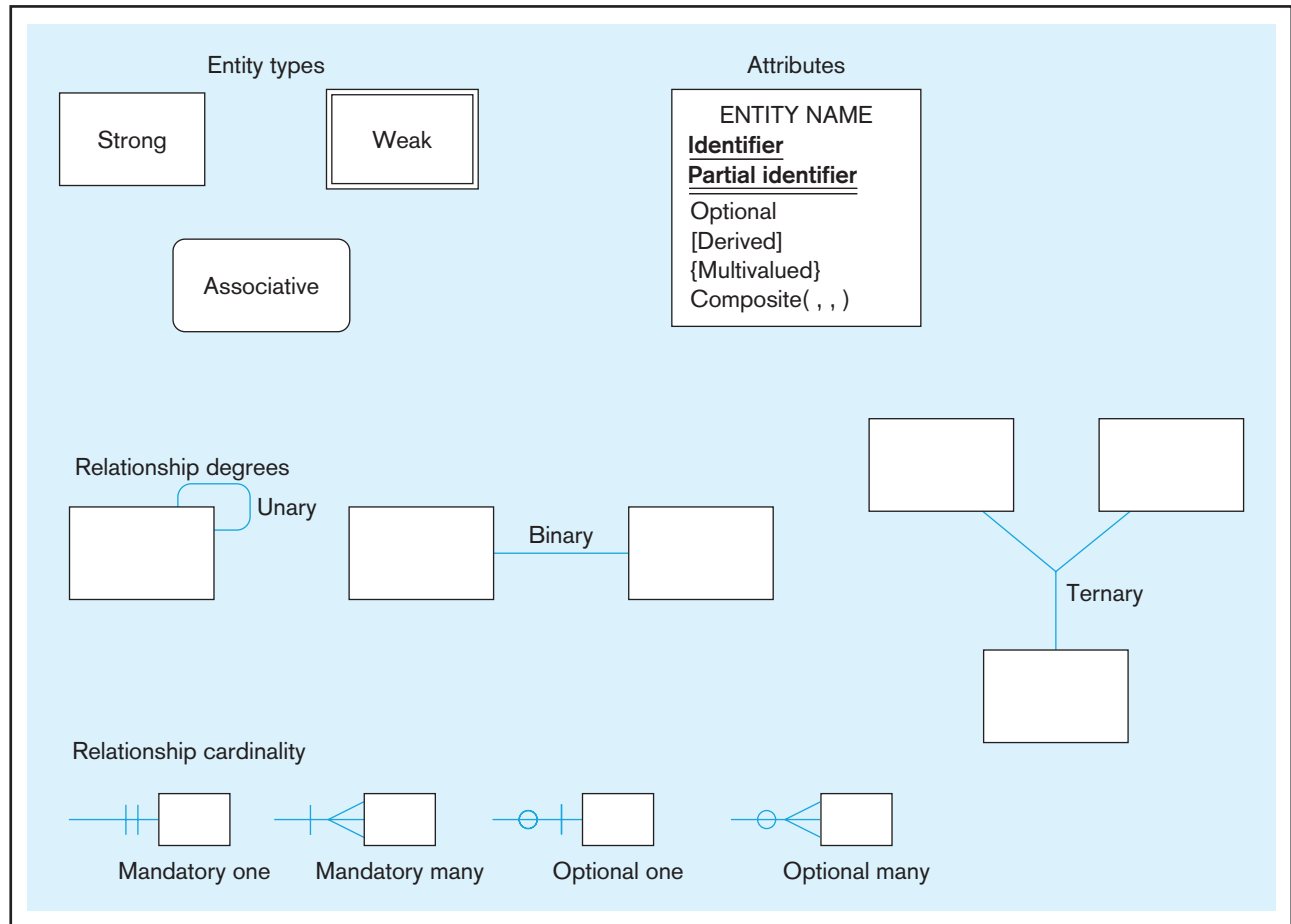 Entity types
Attributes
Strong
Weak
Associative
ENTITY NAME
Identifier
Partial identifier
Optional
[Derived]
{Multivalued}
Composite( , , )
Relationship degrees
Unary
Binary
Ternary
Relationship cardinality
Mandatory one
Mandatory many
Optional one
Optional many